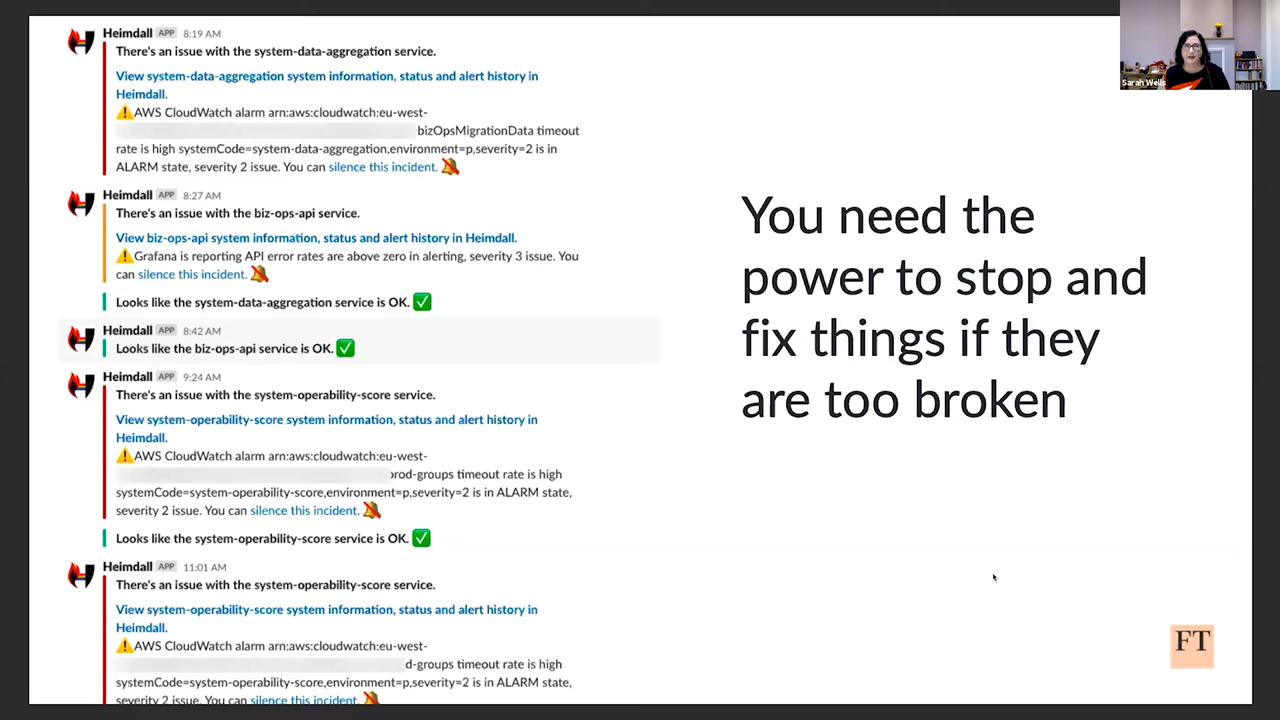 Heimdall APP 8:19 AM
There's an issue with the system-data-aggregation service.
View system-data-aggregation system information, status and alert history in
Heimdall.
⚠️AWS CloudWatch alarm arn:aws:cloudwatch:eu-west-
bizOpsMigrationData timeout
rate is high systemCode=system-data-aggregation,environment=p,severity=2 is in
ALARM state, severity 2 issue. You can silence this incident.
Heimdall APP 8:27 AM
There's an issue with the biz-ops-api service.
View biz-ops-api system information, status and alert history in Heimdall.
⚠️Grafana is reporting API error rates are above zero in alerting, severity 3 issue. You
can silence this incident.
Looks like the system-data-aggregation service is OK. ✅
Heimdall APP 8:42 AM
Looks like the biz-ops-api service is OK. ✅
Heimdall APP 9:24 AM
There's an issue with the system-operability-score service.
View system-operability-score system information, status and alert history in
Heimdall.
⚠️AWS CloudWatch alarm arn:aws:cloudwatch:eu-west-
prod-groups timeout rate is high
systemCode=system-operability-score,environment=p,severity=2 is in ALARM state,
severity 2 issue. You can silence this incident.
Looks like the system-operability-score service is OK. ✅
Heimdall APP 11:01 AM
There's an issue with the system-operability-score service.
View system-operability-score system information, status and alert history in
Heimdall.
⚠️AWS CloudWatch alarm arn:aws:cloudwatch:eu-west-
d-groups timeout rate is high
systemCode=system-operability-score,environment=p,severity=2 is in ALARM state,
severity 2 issue. You can silence this incident.
You need the
power to stop and
fix things if they
are too broken
Sarah Wells
FT